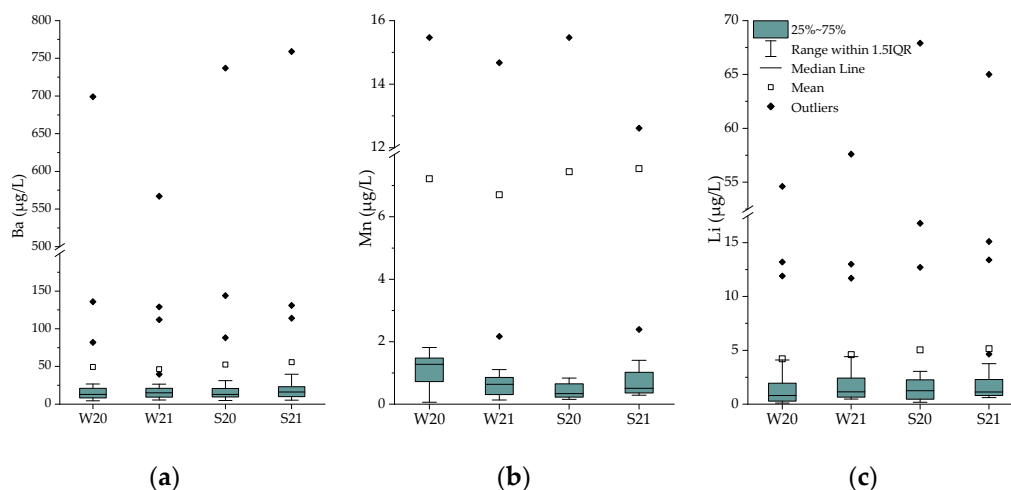 Ba (µg/L)
800
750
700
650
600
550
500
150
100
50
0
W20 W21 S20 S21
(a)
Mn (µg/L)
16
14
12
6
4
2
0
W20 W21 S20 S21
(b)
Li (µg/L)
70
65
60
55
15
10
5
0
W20 W21 S20 S21
(c)
25%~75%
Range within 1.5IQR
Median Line
Mean
Outliers